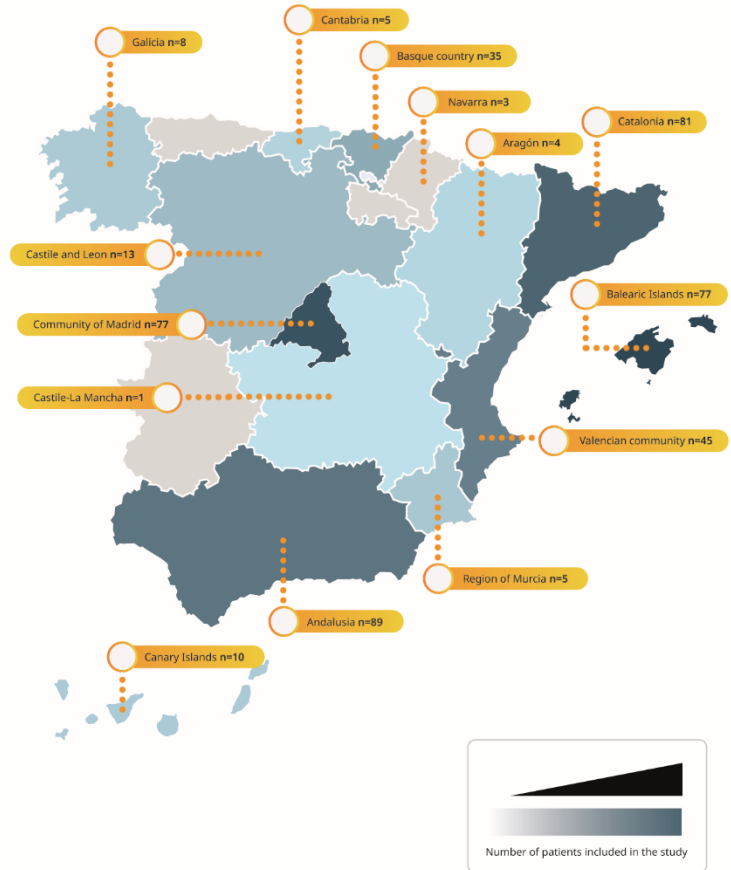 Cantabria n=5
Galicia n=8
Basque country n=35
Navarra n=3
Catalonia n=81
Aragón n=4
Castile and Leon n=13
Balearic Islands n=77
Community of Madrid n=77
Castile-La Mancha n=1
Valencian community n=45
Region of Murcia n=5
Andalusia n=89
Canary Islands n=10
Number of patients included in the study